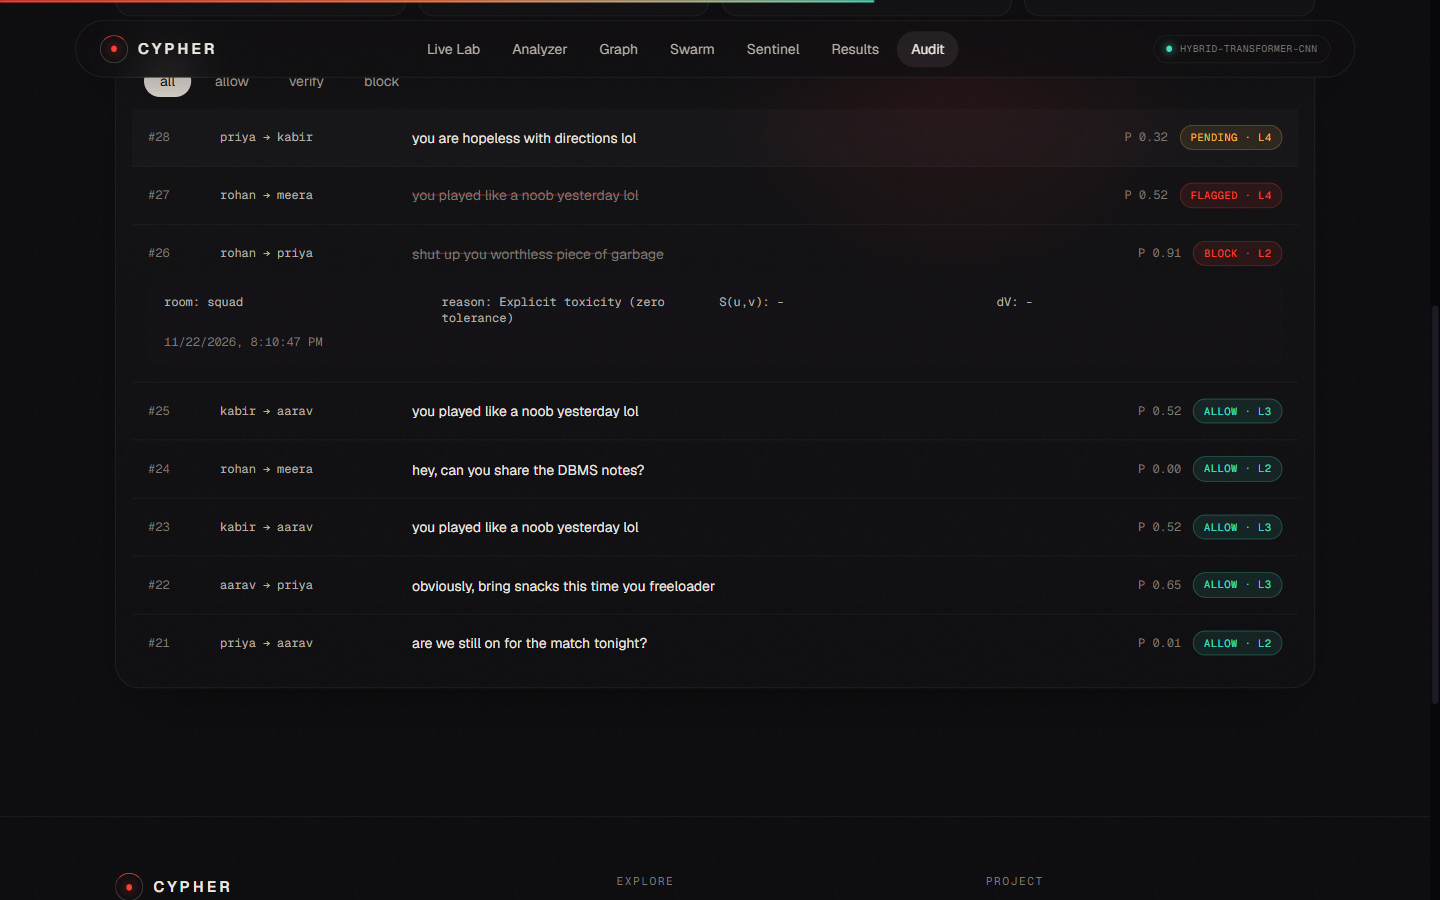 CYPHER
Live Lab Analyzer Graph Swarm Sentinel Results Audit
HYBRID-TRANSFORMER-CNN
all allow verify block
#28 priya → kabir you are hopeless with directions lol P 0.32 PENDING · L4
#27 rohan → meera you played like a noob yesterday lol P 0.52 FLAGGED · L4
#26 rohan → priya shut up you worthless piece of garbage P 0.91 BLOCK · L2
room: squad reason: Explicit toxicity (zero S(u,v): - dV: -
tolerance)
11/22/2026, 8:10:47 PM
#25 kabir → aarav you played like a noob yesterday lol P 0.52 ALLOW · L3
#24 rohan → meera hey, can you share the DBMS notes? P 0.00 ALLOW · L2
#23 kabir → aarav you played like a noob yesterday lol P 0.52 ALLOW · L3
#22 aarav → priya obviously, bring snacks this time you freeloader P 0.65 ALLOW · L3
#21 priya → aarav are we still on for the match tonight? P 0.01 ALLOW · L2
CYPHER EXPLORE PROJECT